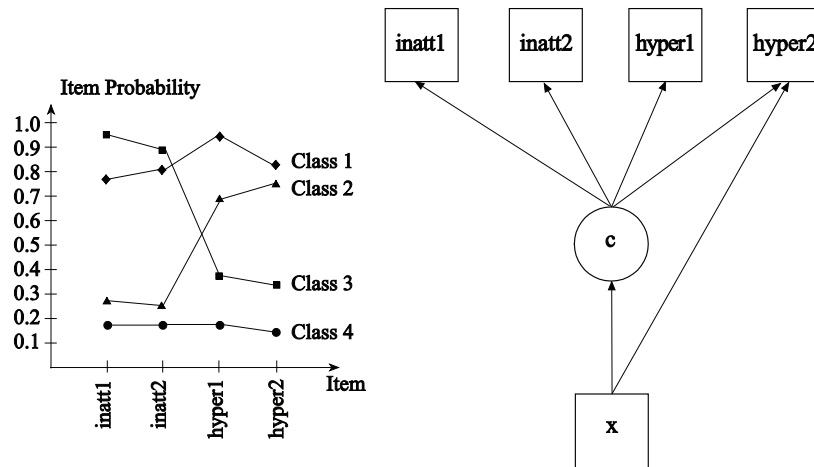 Item Probability
1.0
0.9
0.8
0.7
0.6
0.5
0.4
0.3
0.2
0.1
Class 1
Class 2
Class 3
Class 4
Item
inatt1
inatt2
hyper1
hyper2
inatt1
inatt2
hyper1
hyper2
c
x